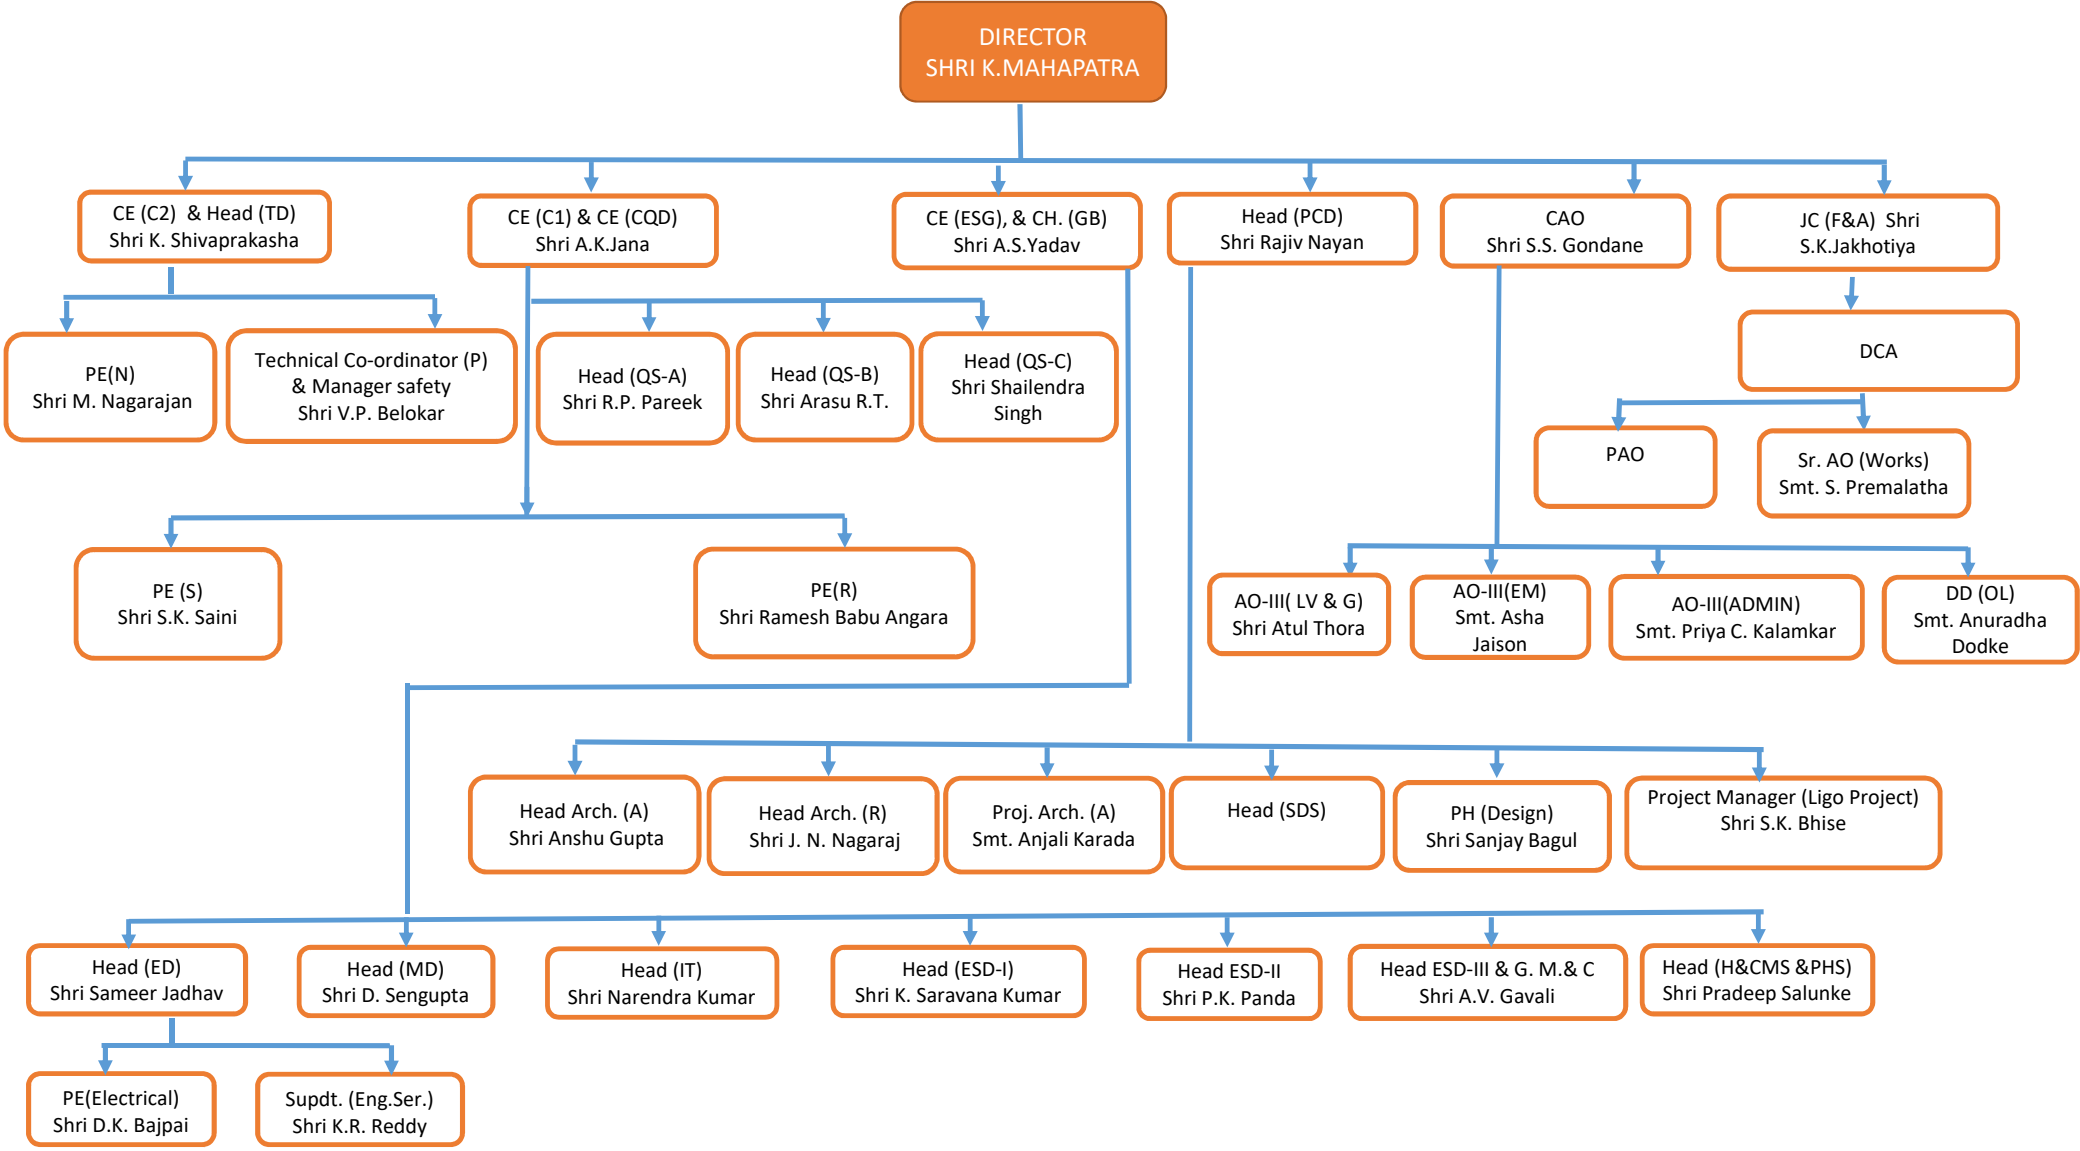 DIRECTOR
SHRI K.MAHAPATRA
CE (C2)  & Head (TD)
Shri K. Shivaprakasha
CE (C1) & CE (CQD)
Shri A.K.Jana
CE (ESG), & CH. (GB)
Shri A.S.Yadav
Head (PCD)
Shri Rajiv Nayan
CAO
Shri S.S. Gondane
JC (F&A)  Shri
S.K.Jakhotiya
PE(N)
Shri M. Nagarajan
Technical Co-ordinator (P)
& Manager safety
Shri V.P. Belokar
Head (QS-A)
Shri R.P. Pareek
Head (QS-B)
Shri Arasu R.T.
Head (QS-C)
Shri Shailendra
Singh
DCA
PAO
Sr. AO (Works)
Smt. S. Premalatha
PE (S)
Shri S.K. Saini
PE(R)
Shri Ramesh Babu Angara
AO-III( LV & G)
Shri Atul Thora
AO-III(EM)
Smt. Asha
Jaison
AO-III(ADMIN)
Smt. Priya C. Kalamkar
DD (OL)
Smt. Anuradha
Dodke
Head Arch. (A)
Shri Anshu Gupta
Head Arch. (R)
Shri J. N. Nagaraj
Proj. Arch. (A)
Smt. Anjali Karada
Head (SDS)
PH (Design)
Shri Sanjay Bagul
Project Manager (Ligo Project)
Shri S.K. Bhise
Head (ED)
Shri Sameer Jadhav
Head (MD)
Shri D. Sengupta
Head (IT)
Shri Narendra Kumar
Head (ESD-I)
Shri K. Saravana Kumar
Head ESD-II
Shri P.K. Panda
Head ESD-III & G. M.& C
Shri A.V. Gavali
Head (H&CMS &PHS)
Shri Pradeep Salunke
PE(Electrical)
Shri D.K. Bajpai
Supdt. (Eng.Ser.)
Shri K.R. Reddy